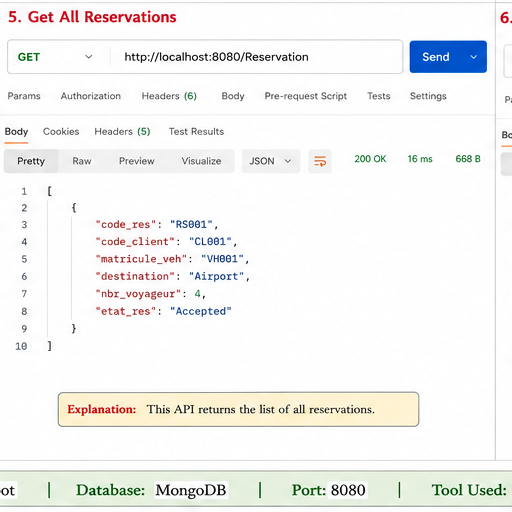 5. Get All Reservations
6.
GET http://localhost:8080/Reservation Send
Params Authorization Headers (6) Body Pre-request Script Tests Settings
Body Cookies Headers (5) Test Results
Pretty Raw Preview Visualize JSON 200 OK 16 ms 668 B
1 [
2 {
3 "code_res": "RS001",
4 "code_client": "CL001",
5 "matricule_veh": "VH001",
6 "destination": "Airport",
7 "nbr_voyageur": 4,
8 "etat_res": "Accepted"
9 }
10 ]
Explanation: This API returns the list of all reservations.
ot | Database: MongoDB | Port: 8080 | Tool Used: